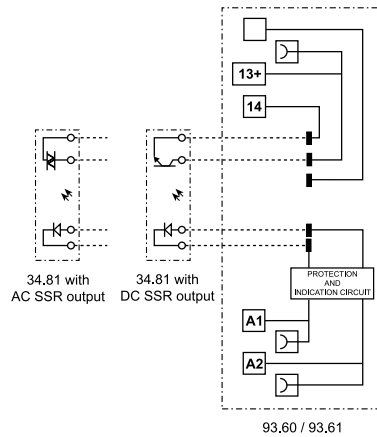 13+
14
34.81 with
AC SSR output
34.81 with
DC SSR output
PROTECTION
AND
INDICATION CIRCUIT
A1
A2
93.60 / 93.61